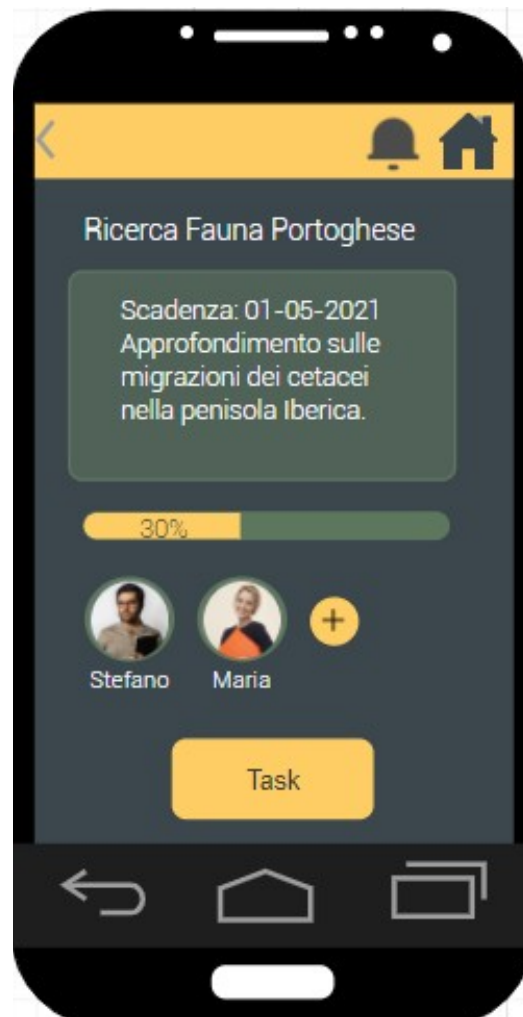 Ricerca Fauna Portoghese
Scadenza: 01-05-2021
Approfondimento sulle
migrazioni dei cetacei
nella penisola Iberica.
30%
Stefano
Maria
Task